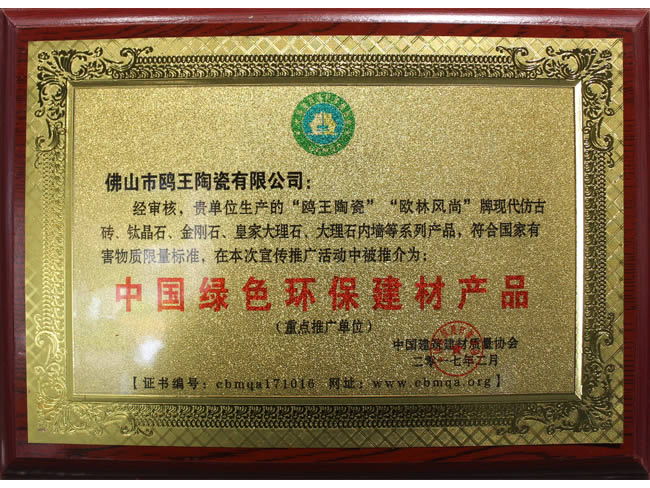 佛山市鸥王陶瓷有限公司：
经审核，贵单位生产的“鸥王陶瓷”“欧林风尚”牌现代仿古
砖、钛晶石、金刚石、皇家大理石、大理石内墙等系列产品，符合国家有
害物质限量标准，在本次宣传推广活动中被推介为：
中国绿色环保建材产品
（重点推广单位）
中国建筑建材质量协会
二零一七年二月
【证书编号：cbmqa171016 网址：www.cbmqa.org】